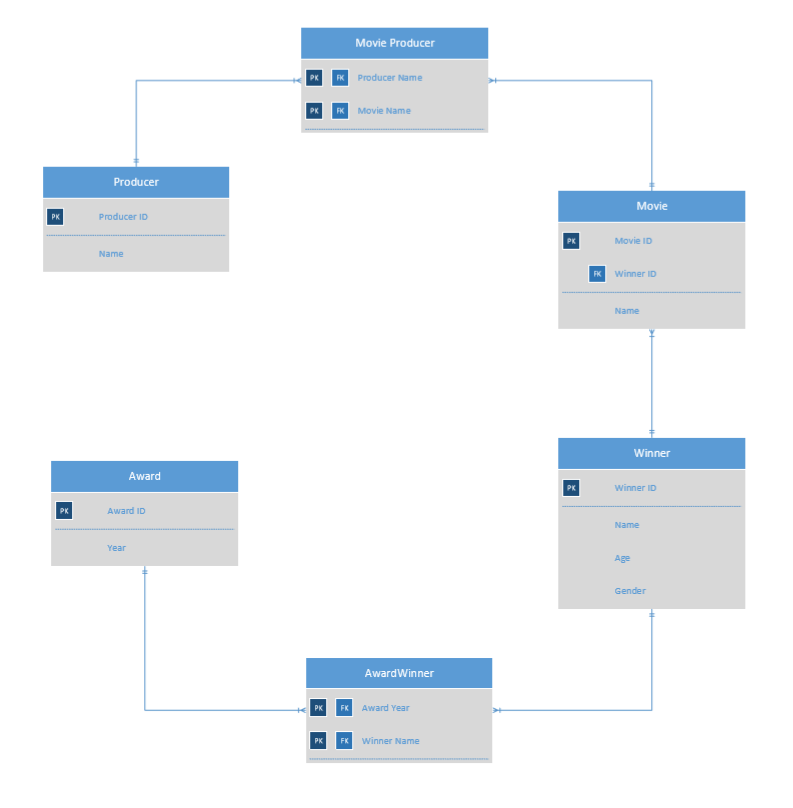 Movie Producer
PK FK Producer Name
PK FK Movie Name
Producer
PK Producer ID
Name
Movie
PK Movie ID
FK Winner ID
Name
Winner
PK Winner ID
Name
Age
Gender
Award
PK Award ID
Year
AwardWinner
PK FK Award Year
PK FK Winner Name